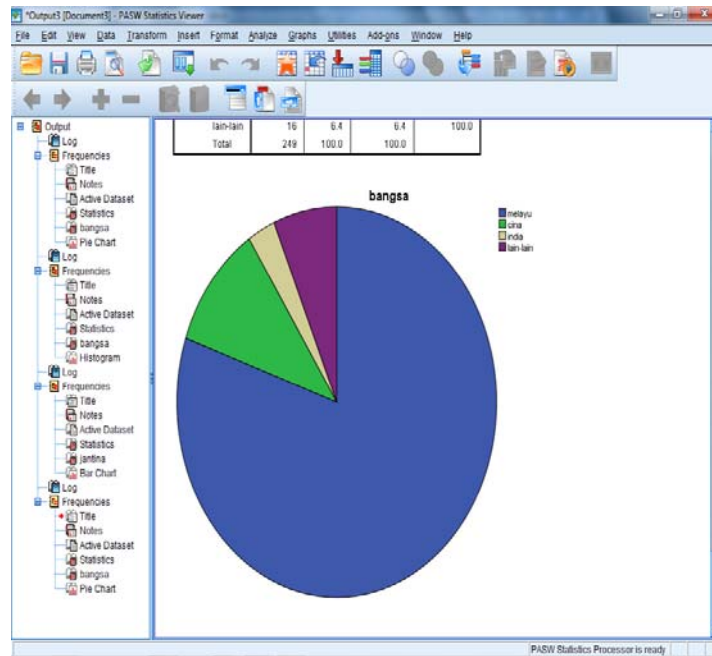 *Output3 [Document3] - PASW Statistics Viewer
File Edit View Data Transform Insert Format Analyze Graphs Utilities Add-ons Window Help
Output
Log
Frequencies
Title
Notes
Active Dataset
Statistics
bangsa
Pie Chart
Log
Frequencies
Title
Notes
Active Dataset
Statistics
bangsa
Histogram
Log
Frequencies
Title
Notes
Active Dataset
Statistics
jantina
Bar Chart
Log
Frequencies
Title
Notes
Active Dataset
Statistics
bangsa
Pie Chart
lain-lain 16 6.4 6.4 100.0
Total 249 100.0 100.0
bangsa
melayu
cina
india
lain-lain
PASW Statistics Processor is ready